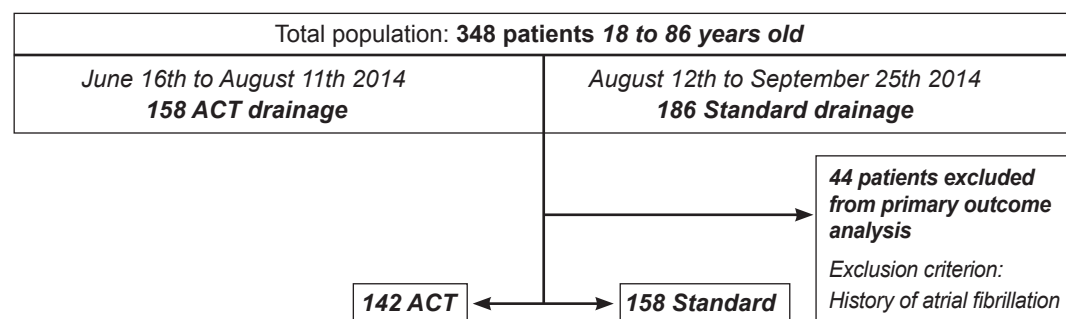 Total population: 348 patients 18 to 86 years old
June 16th to August 11th 2014
158 ACT drainage
August 12th to September 25th 2014
186 Standard drainage
44 patients excluded
from primary outcome
analysis
Exclusion criterion:
History of atrial fibrillation
142 ACT
158 Standard